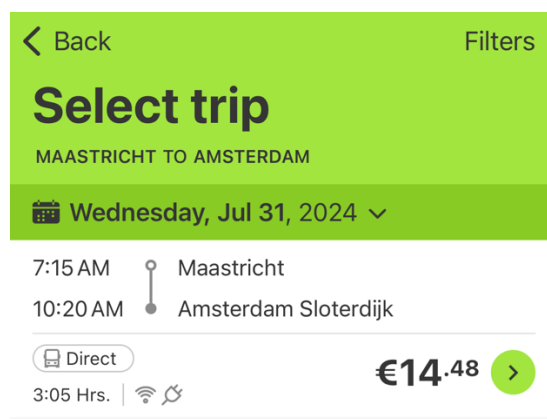 Back Filters
Select trip
MAASTRICHT TO AMSTERDAM
Wednesday, Jul 31, 2024
7:15 AM Maastricht
10:20 AM Amsterdam Sloterdijk
Direct
€14.48
3:05 Hrs.